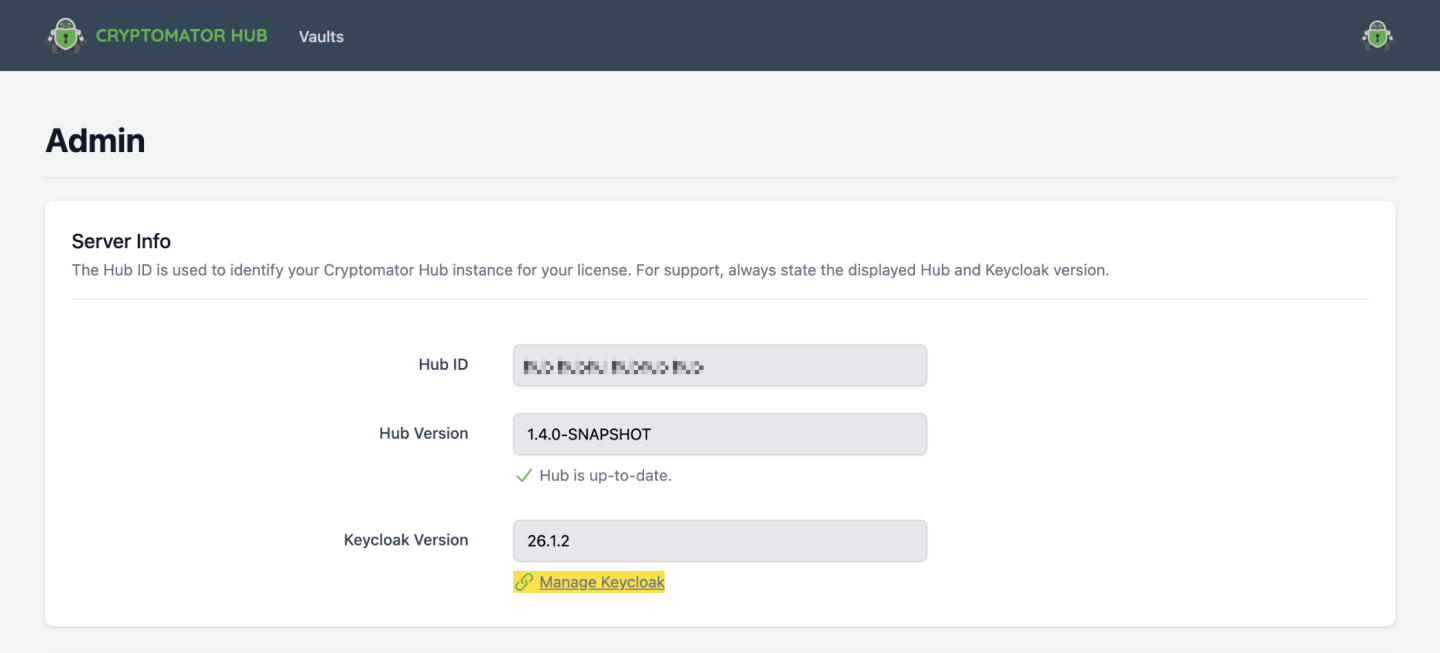 CRYPTOMATOR HUB
Vaults
Admin
Server Info
The Hub ID is used to identify your Cryptomator Hub instance for your license. For support, always state the displayed Hub and Keycloak version.
Hub ID
Hub Version
1.4.0-SNAPSHOT
Hub is up-to-date.
Keycloak Version
26.1.2
Manage Keycloak